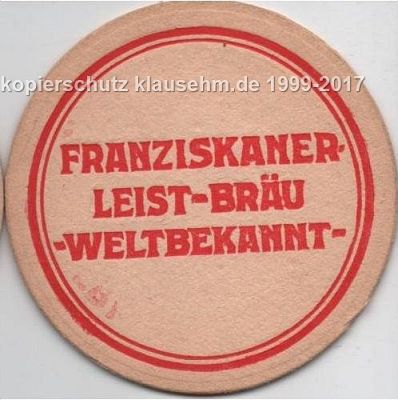 kopierschutz klausehm.de 1999-2017
FRANZISKANER-
LEIST-BRÄU
-WELTBEKANNT-